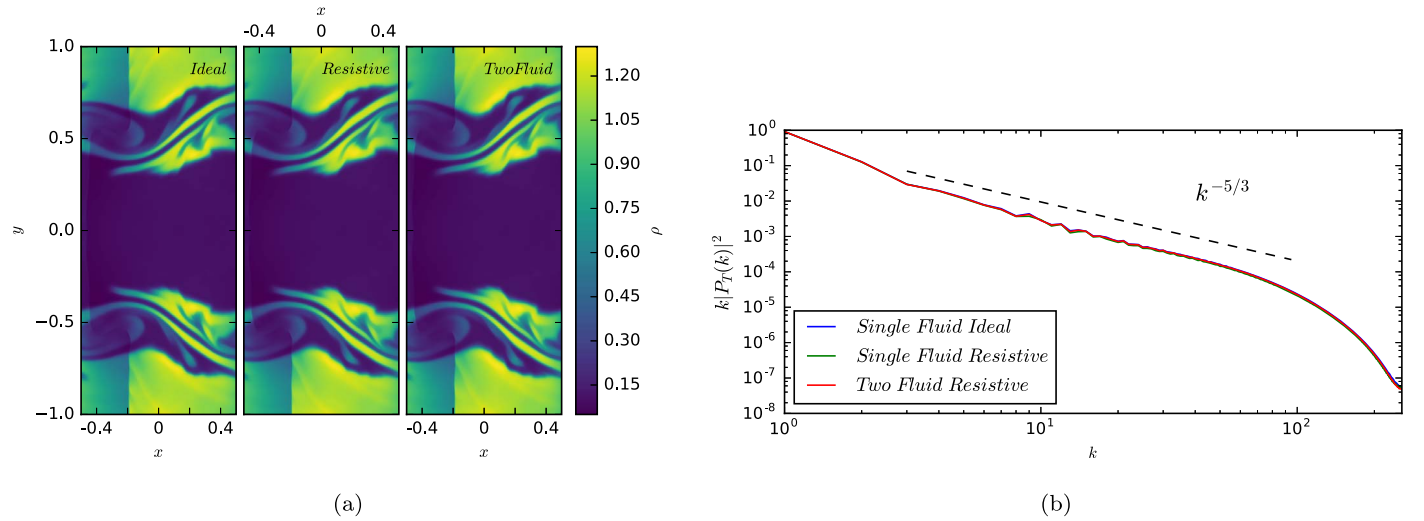 x
-0.4 0 0.4
1.0
0.5
0.0
−0.5
−1.0
y
Ideal
Resistive
TwoFluid
-0.4 0 0.4
-0.4 0 0.4
x
x
1.20
1.05
0.90
0.75
0.60
0.45
0.30
0.15
ρ
(a)
10^0
10^-1
10^-2
10^-3
10^-4
10^-5
10^-6
10^-7
10^-8
k|P_T(k)|^2
k^{-5/3}
Single Fluid Ideal
Single Fluid Resistive
Two Fluid Resistive
10^0 10^1 10^2
k
(b)